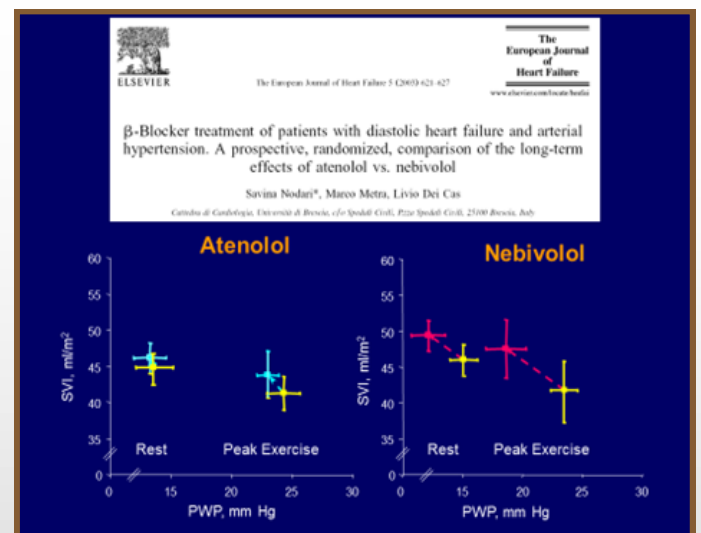 ELSEVIER
The European Journal of Heart Failure 5 (2003) 621–627
The
European Journal
of
Heart Failure
www.elsevier.com/locate/heafai
β-Blocker treatment of patients with diastolic heart failure and arterial
hypertension. A prospective, randomized, comparison of the long-term
effects of atenolol vs. nebivolol
Savina Nodari*, Marco Metra, Livio Dei Cas
Cattedra di Cardiologia, Università di Brescia, c/o Spedali Civili, P.zza Spedali Civili, 25100 Brescia, Italy
Atenolol
60
55
50
45
40
35
0
SVI, ml/m²
Rest
Peak Exercise
0 15 20 25 30
PWP, mm Hg
Nebivolol
60
55
50
45
40
35
0
SVI, ml/m²
Rest
Peak Exercise
0 15 20 25 30
PWP, mm Hg